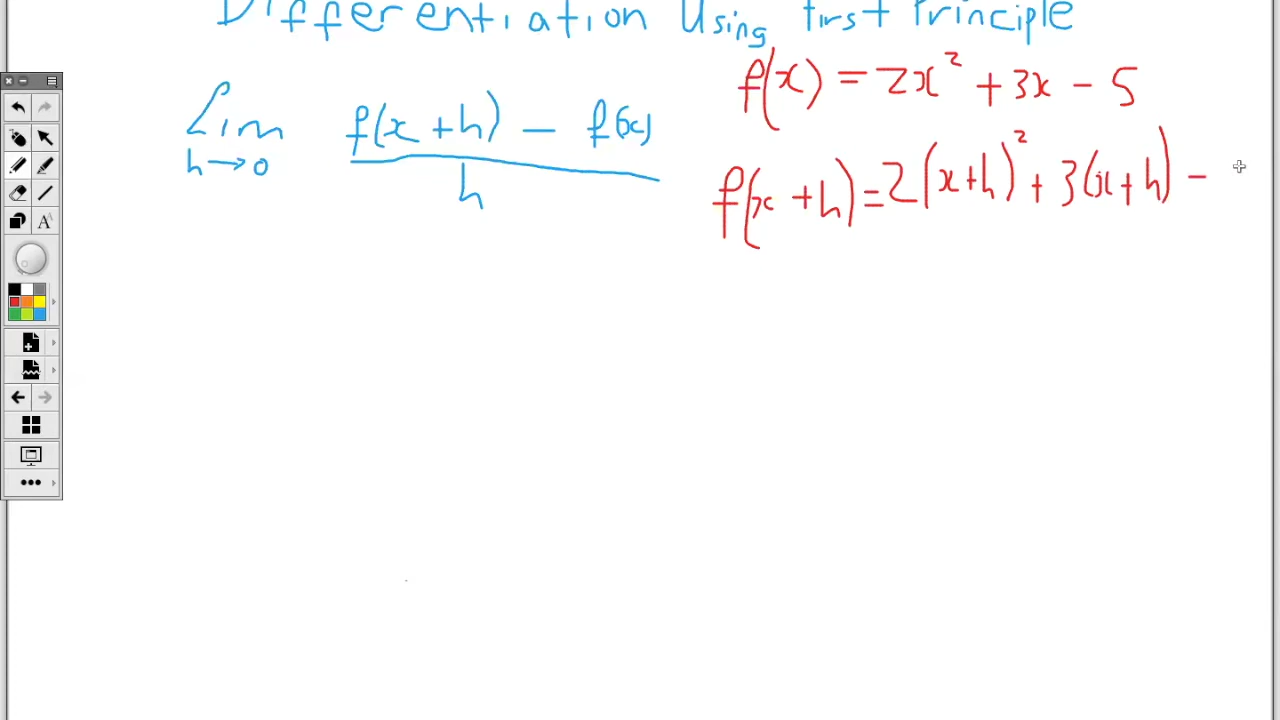 Differentiation Using First Principle
f(x) = 2x² + 3x - 5
Lim f(x + h) - f(x)
h→0 h
f(x + h) = 2(x+h)² + 3(x+h) -